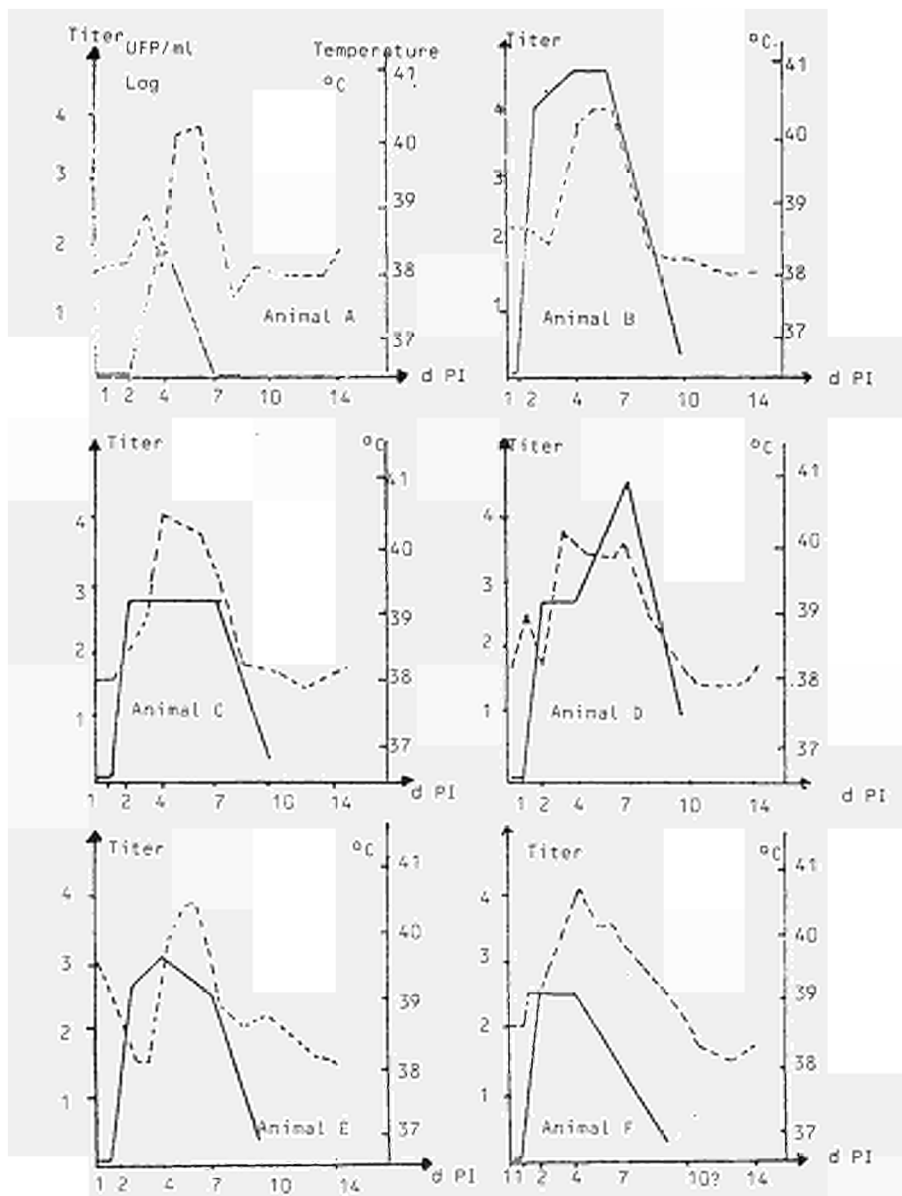 Titer UFP/ml Temperature
Log °C
41
4 40
3 39
2 38
1 Animal A 37
1 2 4 7 10 14 d PI
Titer °C
41
4 40
3 39
2 38
1 Animal B 37
1 2 4 7 10 14 d PI
Titer °C
41
4 40
3 39
2 38
1 Animal C 37
1 2 4 7 10 14 d PI
Titer °C
41
4 40
3 39
2 38
1 Animal D 37
1 2 4 7 10 14 d PI
Titer °C
41
4 40
3 39
2 38
1 Animal E 37
1 2 4 7 10 14 d PI
Titer °C
41
4 40
3 39
2 38
1 Animal F 37
11 2 4 7 10? 14 d PI